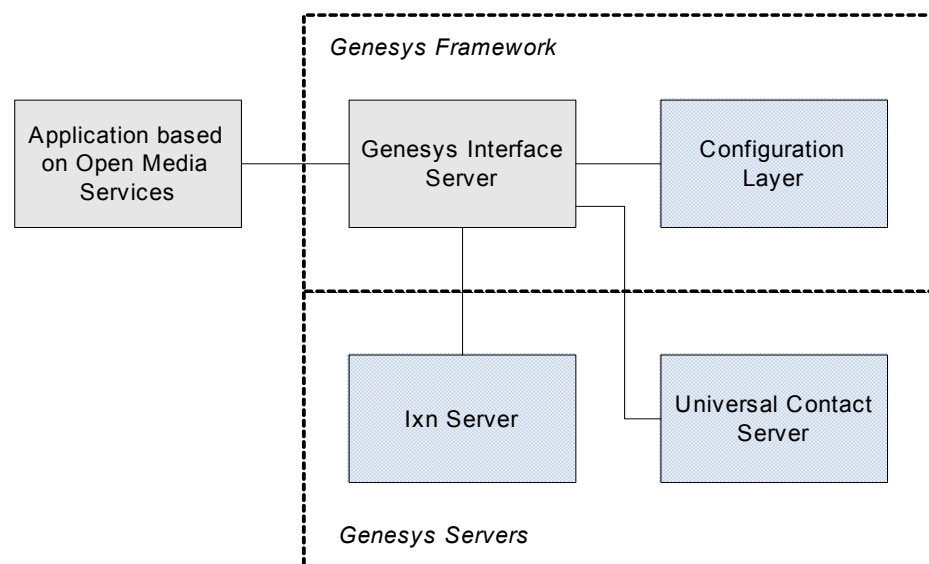 Genesys Framework
Application based
on Open Media
Services
Genesys Interface
Server
Configuration
Layer
Ixn Server
Universal Contact
Server
Genesys Servers